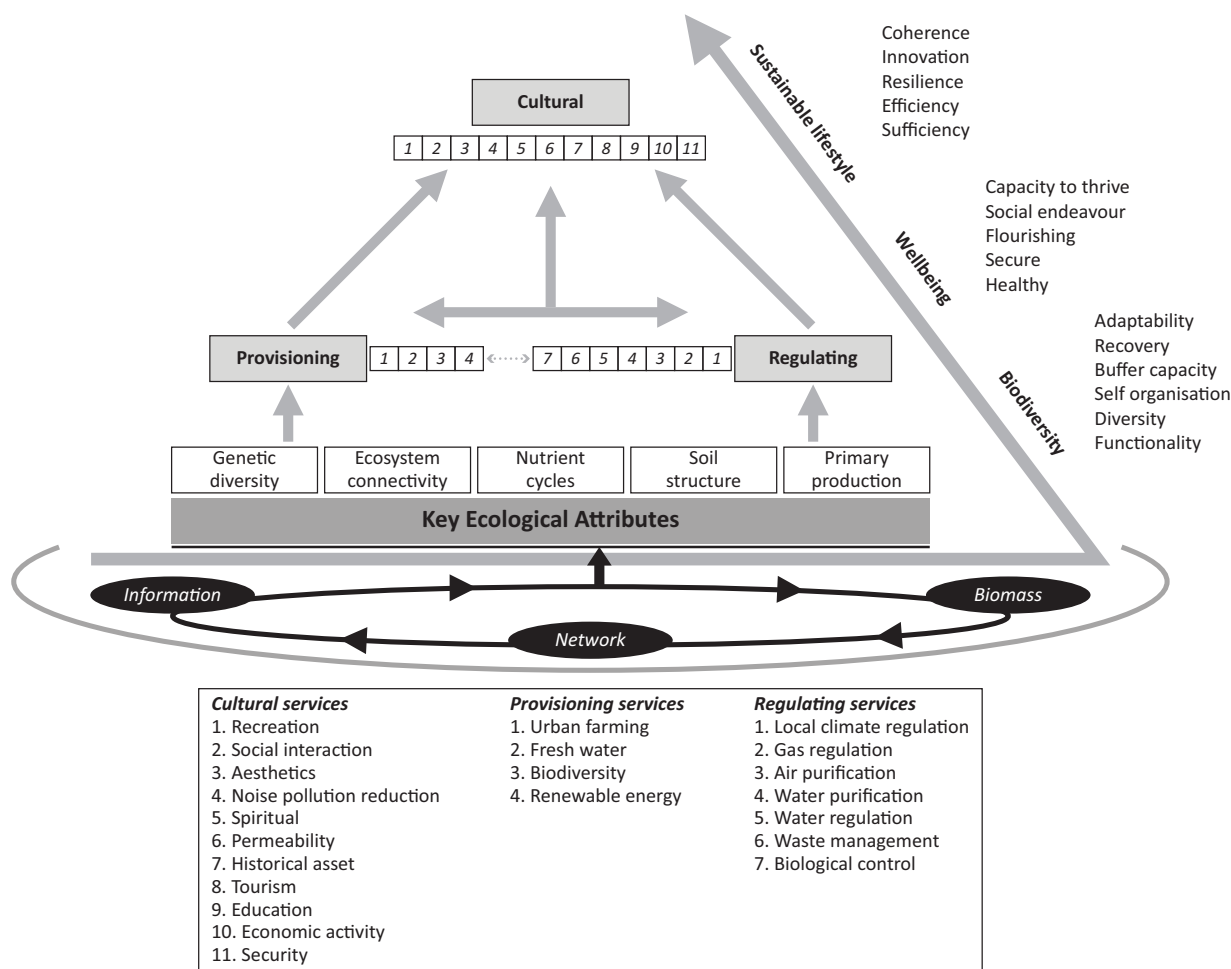 Coherence
Innovation
Resilience
Efficiency
Sufficiency
Sustainable lifestyle
Cultural
1 2 3 4 5 6 7 8 9 10 11
Capacity to thrive
Social endeavour
Flourishing
Secure
Healthy
Wellbeing
Adaptability
Recovery
Buffer capacity
Self organisation
Diversity
Functionality
Biodiversity
Provisioning 1 2 3 4 7 6 5 4 3 2 1 Regulating
Genetic
diversity
Ecosystem
connectivity
Nutrient
cycles
Soil
structure
Primary
production
Key Ecological Attributes
Information
Biomass
Network
Cultural services
1. Recreation
2. Social interaction
3. Aesthetics
4. Noise pollution reduction
5. Spiritual
6. Permeability
7. Historical asset
8. Tourism
9. Education
10. Economic activity
11. Security
Provisioning services
1. Urban farming
2. Fresh water
3. Biodiversity
4. Renewable energy
Regulating services
1. Local climate regulation
2. Gas regulation
3. Air purification
4. Water purification
5. Water regulation
6. Waste management
7. Biological control